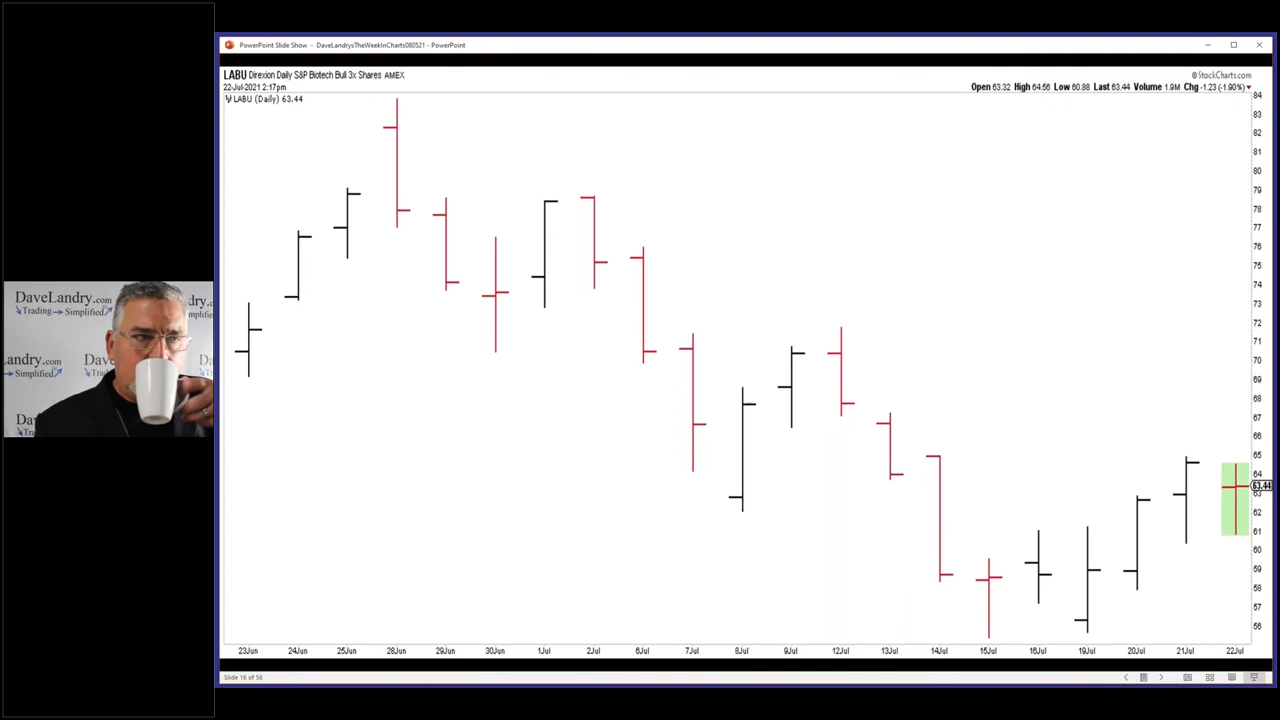 PowerPoint Slide Show - DaveLandrysTheWeekInCharts080521 - PowerPoint
LABU Direxion Daily S&P Biotech Bull 3x Shares AMEX
© StockCharts.com
22-Jul-2021 2:17pm
Open 63.32 High 64.56 Low 60.88 Last 63.44 Volume 1.9M Chg -1.23 (-1.90%)
LABU (Daily) 63.44
84
83
82
81
80
79
78
77
76
75
74
73
72
71
70
69
68
67
66
65
64
63.44
63
62
61
60
59
58
57
56
23Jun 24Jun 25Jun 28Jun 29Jun 30Jun 1Jul 2Jul 6Jul 7Jul 8Jul 9Jul 12Jul 13Jul 14Jul 15Jul 16Jul 19Jul 20Jul 21Jul 22Jul
Slide 16 of 56
DaveLandry.com
Trading Simplified
Landry.com
Simplified
DaveL